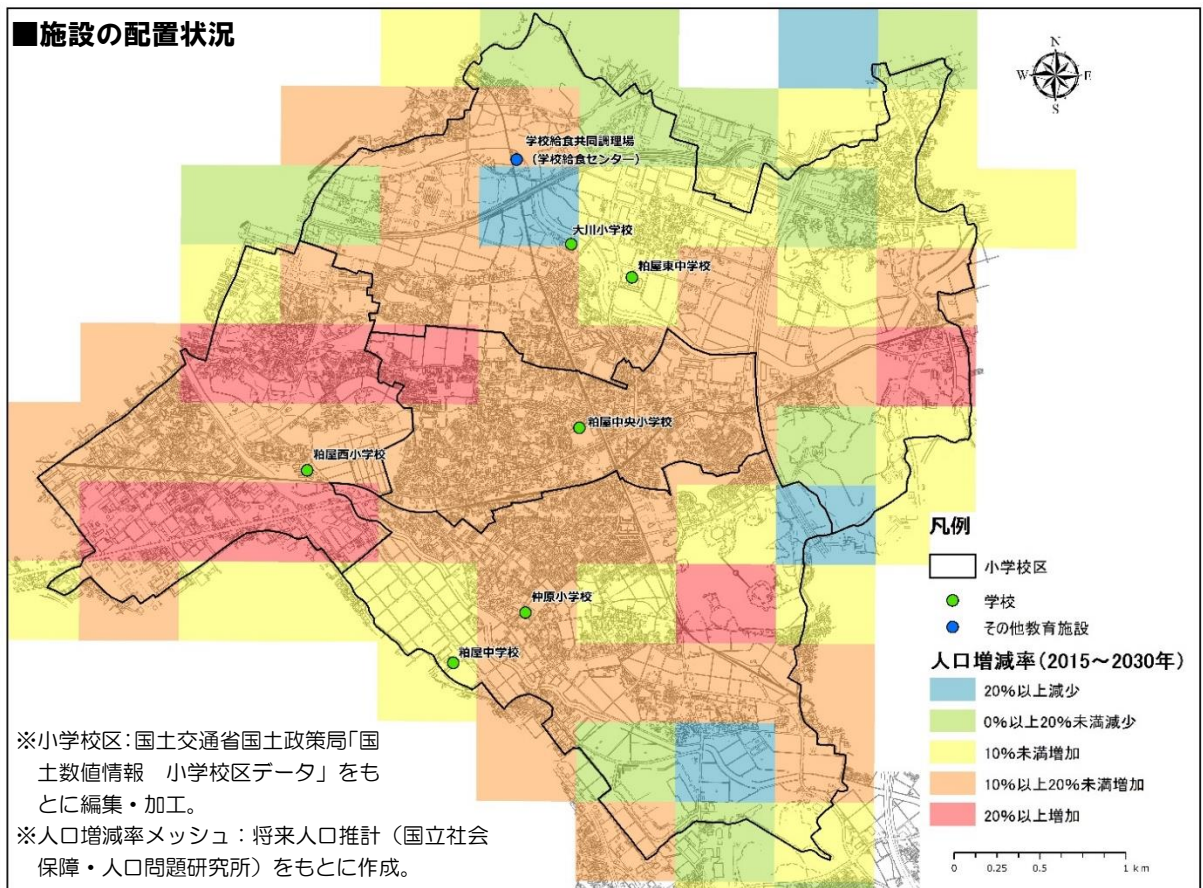 ■施設の配置状況
N
W E
S
学校給食共同調理場
(学校給食センター)
大川小学校
粕屋東中学校
粕屋中央小学校
粕屋西小学校
仲原小学校
粕屋中学校
凡例
小学校区
学校
その他教育施設
人口増減率(2015～2030年)
20%以上減少
0%以上20%未満減少
10%未満増加
10%以上20%未満増加
20%以上増加
0 0.25 0.5 1 km
※小学校区:国土交通省国土政策局「国
土数値情報　小学校区データ」をも
とに編集・加工。
※人口増減率メッシュ：将来人口推計（国立社会
保障・人口問題研究所）をもとに作成。